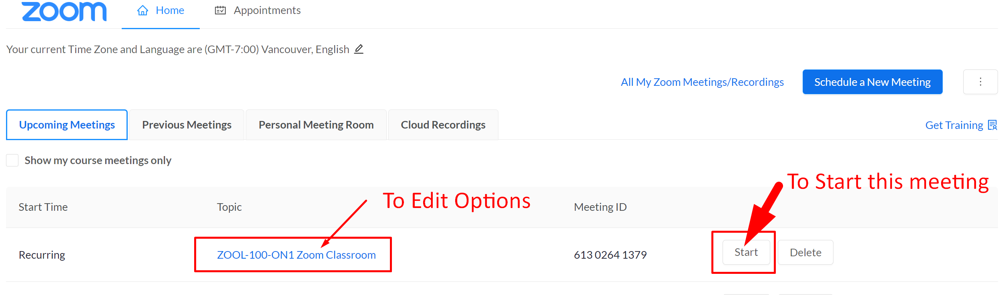 zoom
Home
Appointments
Your current Time Zone and Language are (GMT-7:00) Vancouver, English
All My Zoom Meetings/Recordings
Schedule a New Meeting
Upcoming Meetings
Previous Meetings
Personal Meeting Room
Cloud Recordings
Get Training
Show my course meetings only
To Start this meeting
To Edit Options
Start Time
Topic
Meeting ID
Recurring
ZOOL-100-ON1 Zoom Classroom
613 0264 1379
Start
Delete